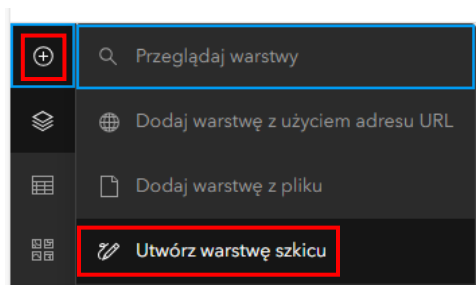 Przeglądaj warstwy
Dodaj warstwę z użyciem adresu URL
Dodaj warstwę z pliku
Utwórz warstwę szkicu